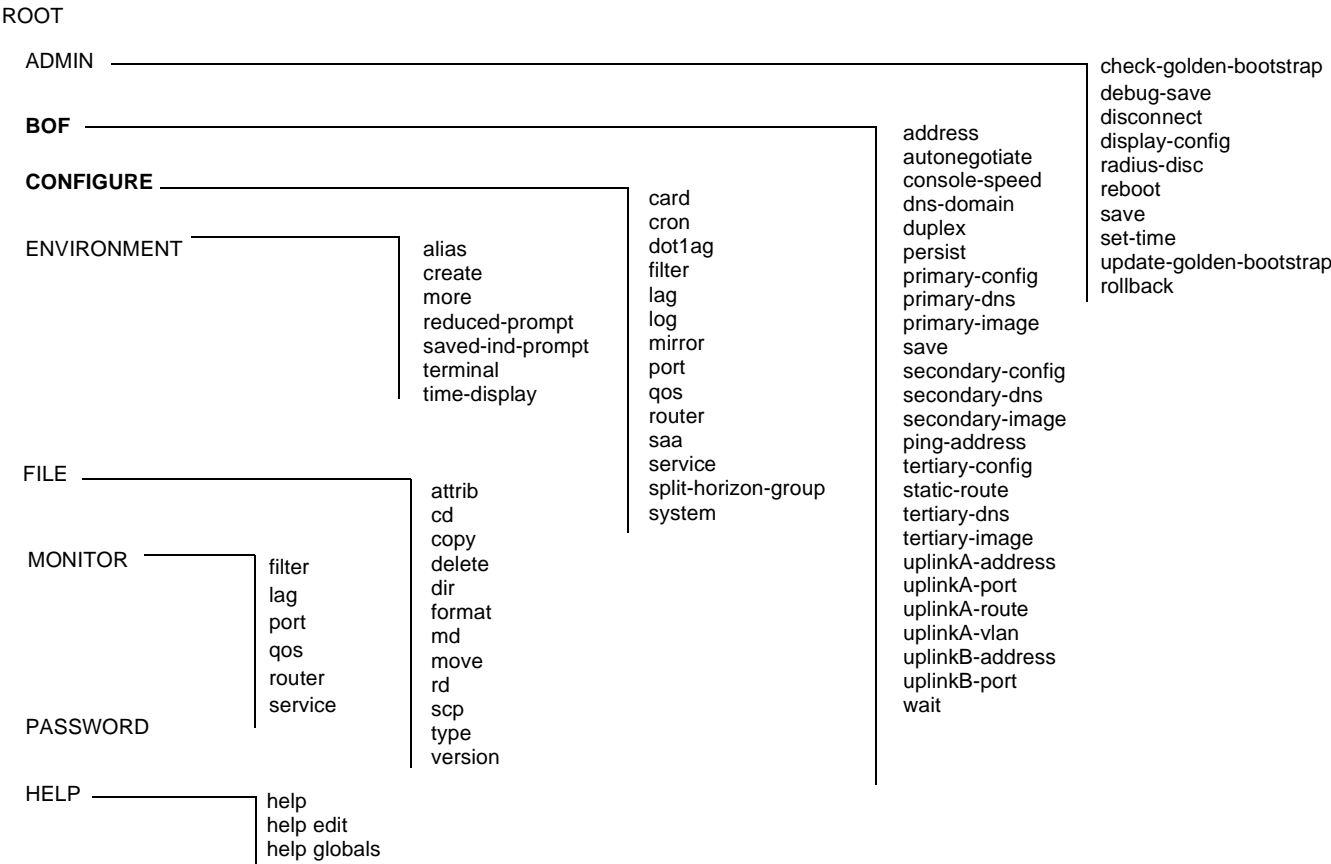 ROOT
ADMIN
check-golden-bootstrap
debug-save
disconnect
display-config
radius-disc
reboot
save
set-time
update-golden-bootstrap
rollback
BOF
address
autonegotiate
console-speed
dns-domain
duplex
persist
primary-config
primary-dns
primary-image
save
secondary-config
secondary-dns
secondary-image
ping-address
tertiary-config
static-route
tertiary-dns
tertiary-image
uplinkA-address
uplinkA-port
uplinkA-route
uplinkA-vlan
uplinkB-address
uplinkB-port
wait
CONFIGURE
card
cron
dot1ag
filter
lag
log
mirror
port
qos
router
saa
service
split-horizon-group
system
ENVIRONMENT
alias
create
more
reduced-prompt
saved-ind-prompt
terminal
time-display
FILE
attrib
cd
copy
delete
dir
format
md
move
rd
scp
type
version
MONITOR
filter
lag
port
qos
router
service
PASSWORD
HELP
help
help edit
help globals